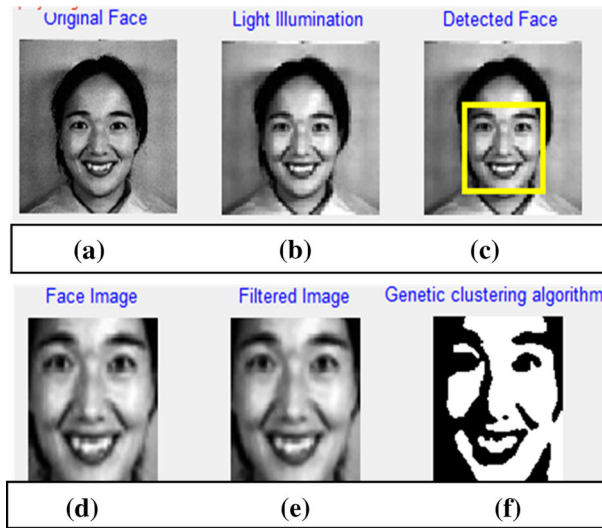 Original Face Light Illumination Detected Face
(a) (b) (c)
Face Image Filtered Image Genetic clustering algorithm
(d) (e) (f)